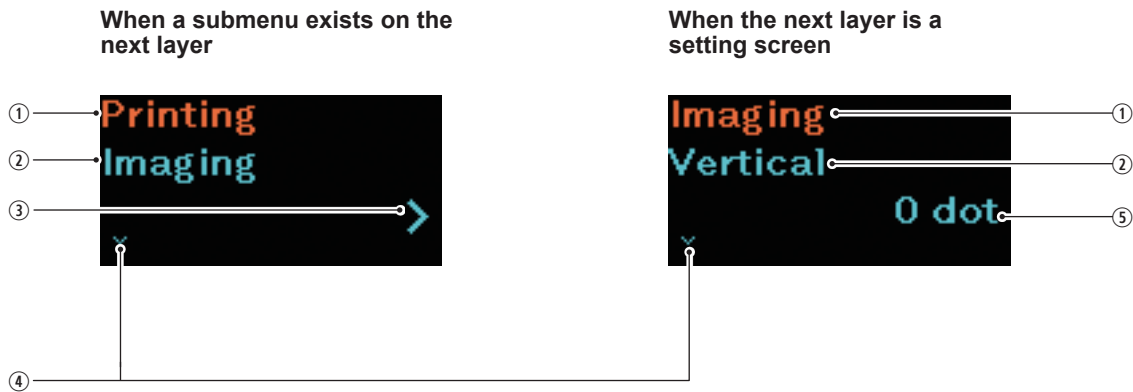 When a submenu exists on the
next layer
① Printing
② Imaging
③ >
④
When the next layer is a
setting screen
Imaging ①
Vertical ②
0 dot ⑤